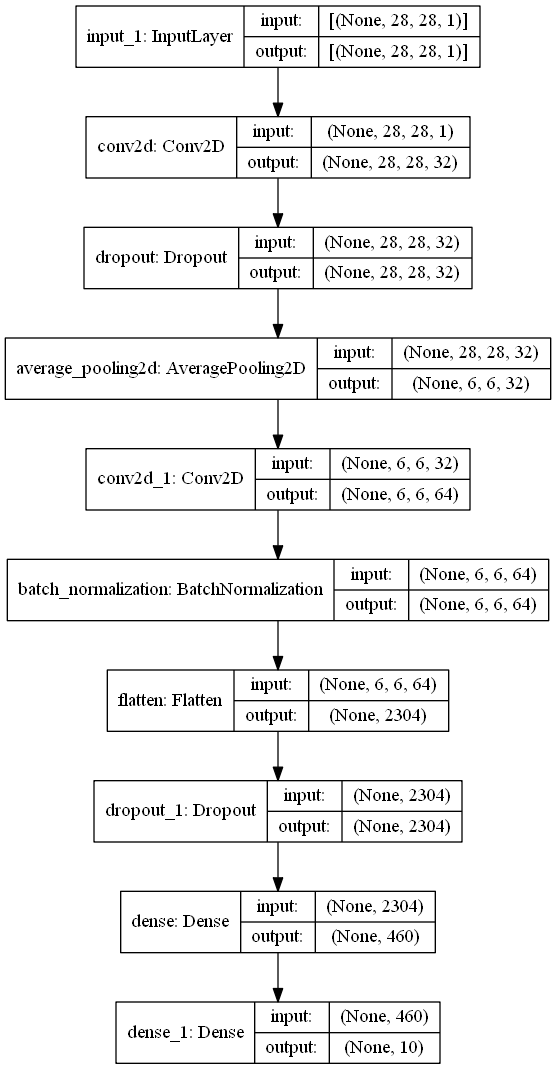 input_1: InputLayer
input:
[(None, 28, 28, 1)]
output:
[(None, 28, 28, 1)]
conv2d: Conv2D
input:
(None, 28, 28, 1)
output:
(None, 28, 28, 32)
dropout: Dropout
input:
(None, 28, 28, 32)
output:
(None, 28, 28, 32)
average_pooling2d: AveragePooling2D
input:
(None, 28, 28, 32)
output:
(None, 6, 6, 32)
conv2d_1: Conv2D
input:
(None, 6, 6, 32)
output:
(None, 6, 6, 64)
batch_normalization: BatchNormalization
input:
(None, 6, 6, 64)
output:
(None, 6, 6, 64)
flatten: Flatten
input:
(None, 6, 6, 64)
output:
(None, 2304)
dropout_1: Dropout
input:
(None, 2304)
output:
(None, 2304)
dense: Dense
input:
(None, 2304)
output:
(None, 460)
dense_1: Dense
input:
(None, 460)
output:
(None, 10)